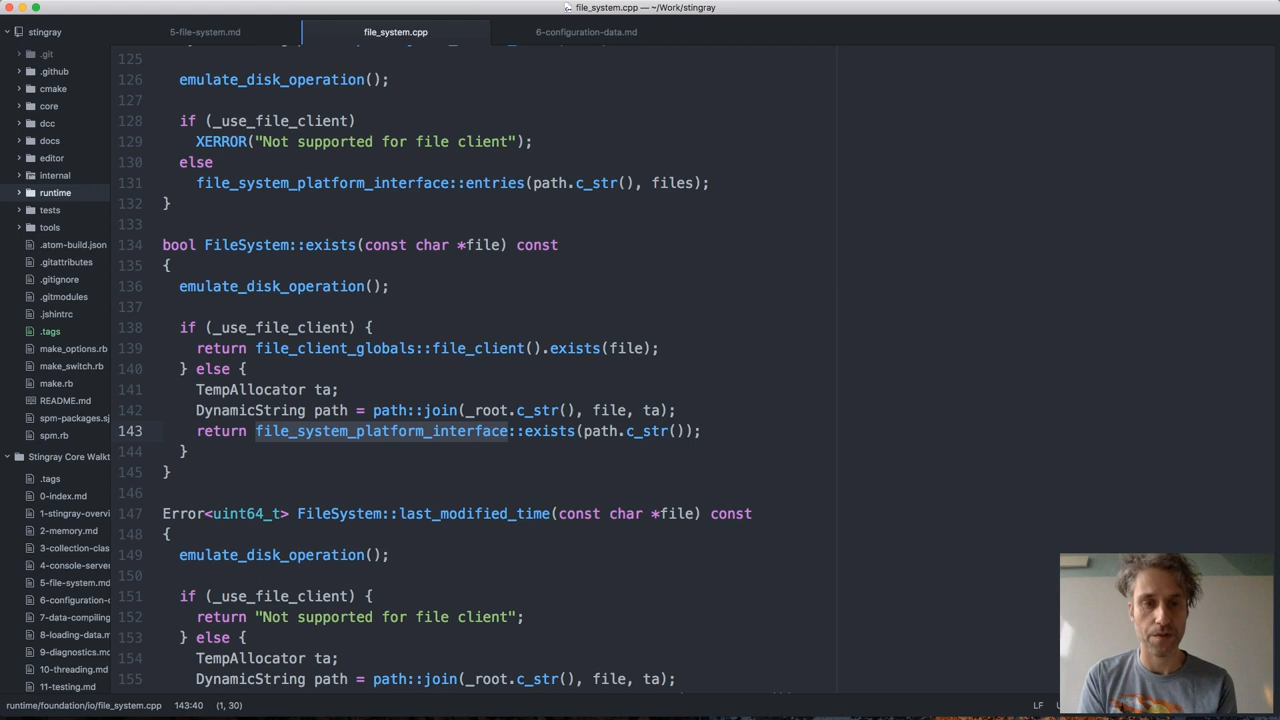 file_system.cpp — ~/Work/stingray
stingray
5-file-system.md
file_system.cpp
6-configuration-data.md
.git
.github
cmake
core
dcc
docs
editor
internal
runtime
tests
tools
.atom-build.json
.gitattributes
.gitignore
.gitmodules
.jshintrc
.tags
make_options.rb
make_switch.rb
make.rb
README.md
spm-packages.sj
spm.rb
Stingray Core Walkt
.tags
0-index.md
1-stingray-overvi
2-memory.md
3-collection-clas
4-console-server
5-file-system.md
6-configuration-d
7-data-compiling
8-loading-data.m
9-diagnostics.md
10-threading.md
11-testing.md
125
126 emulate_disk_operation();
127
128 if (_use_file_client)
129 XERROR("Not supported for file client");
130 else
131 file_system_platform_interface::entries(path.c_str(), files);
132 }
133
134 bool FileSystem::exists(const char *file) const
135 {
136 emulate_disk_operation();
137
138 if (_use_file_client) {
139 return file_client_globals::file_client().exists(file);
140 } else {
141 TempAllocator ta;
142 DynamicString path = path::join(_root.c_str(), file, ta);
143 return file_system_platform_interface::exists(path.c_str());
144 }
145 }
146
147 Error<uint64_t> FileSystem::last_modified_time(const char *file) const
148 {
149 emulate_disk_operation();
150
151 if (_use_file_client) {
152 return "Not supported for file client";
153 } else {
154 TempAllocator ta;
155 DynamicString path = path::join(_root.c_str(), file, ta);
runtime/foundation/io/file_system.cpp 143:40 (1, 30) LF